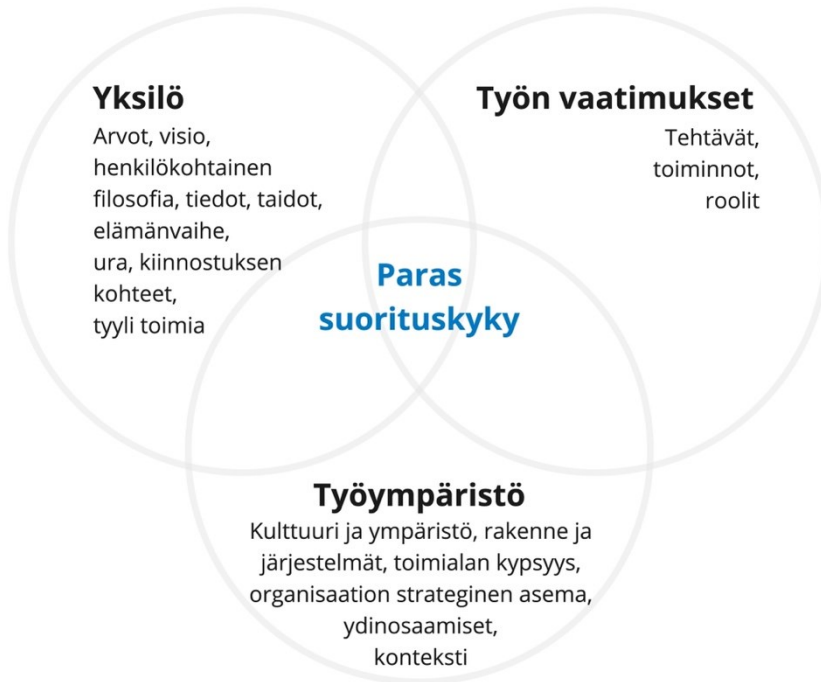 Yksilö
Arvot, visio,
henkilökohtainen
filosofia, tiedot, taidot,
elämänvaihe,
ura, kiinnostuksen
kohteet,
tyyli toimia
Työn vaatimukset
Tehtävät,
toiminnot,
roolit
Paras
suorituskyky
Työympäristö
Kulttuuri ja ympäristö, rakenne ja
järjestelmät, toimialan kypsyys,
organisaation strateginen asema,
ydinosaamiset,
konteksti